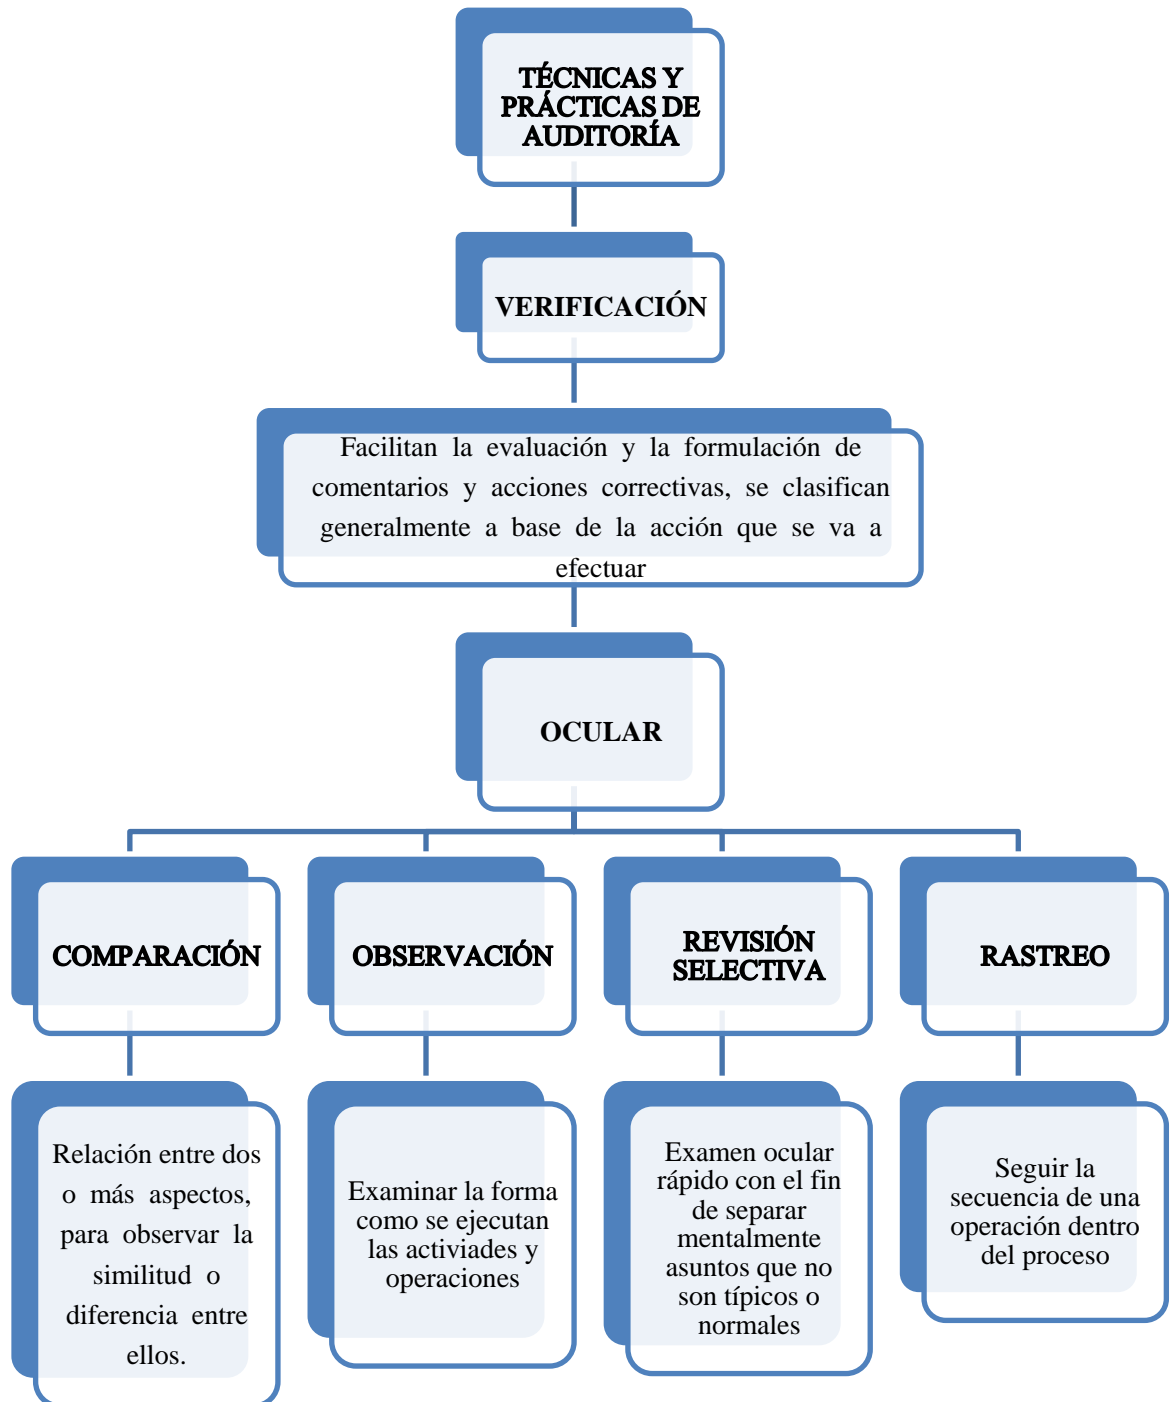 TÉCNICAS Y
PRÁCTICAS DE
AUDITORÍA
VERIFICACIÓN
Facilitan la evaluación y la formulación de
comentarios y acciones correctivas, se clasifican
generalmente a base de la acción que se va a
efectuar
OCULAR
COMPARACIÓN
OBSERVACIÓN
REVISIÓN
SELECTIVA
RASTREO
Relación entre dos
o más aspectos,
para observar la
similitud o
diferencia entre
ellos.
Examinar la forma
como se ejecutan
las activiades y
operaciones
Examen ocular
rápido con el fin
de separar
mentalmente
asuntos que no
son típicos o
normales
Seguir la
secuencia de una
operación dentro
del proceso